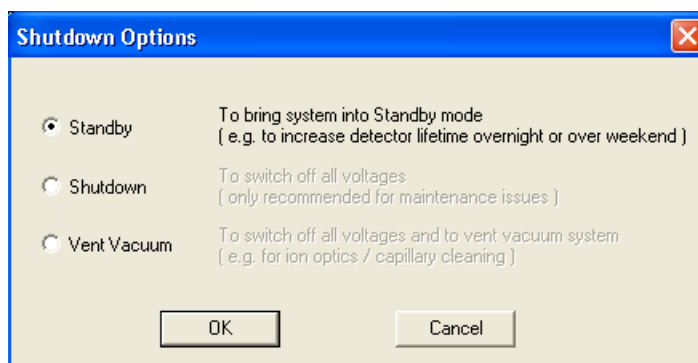 Shutdown Options
Standby
To bring system into Standby mode
( e.g. to increase detector lifetime overnight or over weekend )
Shutdown
To switch off all voltages
( only recommended for maintenance issues )
Vent Vacuum
To switch off all voltages and to vent vacuum system
( e.g. for ion optics / capillary cleaning )
OK
Cancel